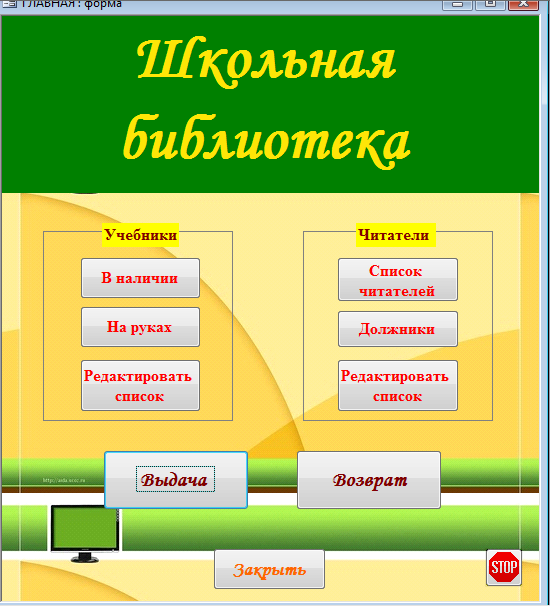 ГЛАВНАЯ : форма
Школьная
библиотека
Учебники
В наличии
На руках
Редактировать
список
Читатели
Список
читателей
Должники
Редактировать
список
Выдача
Возврат
Закрыть
STOP